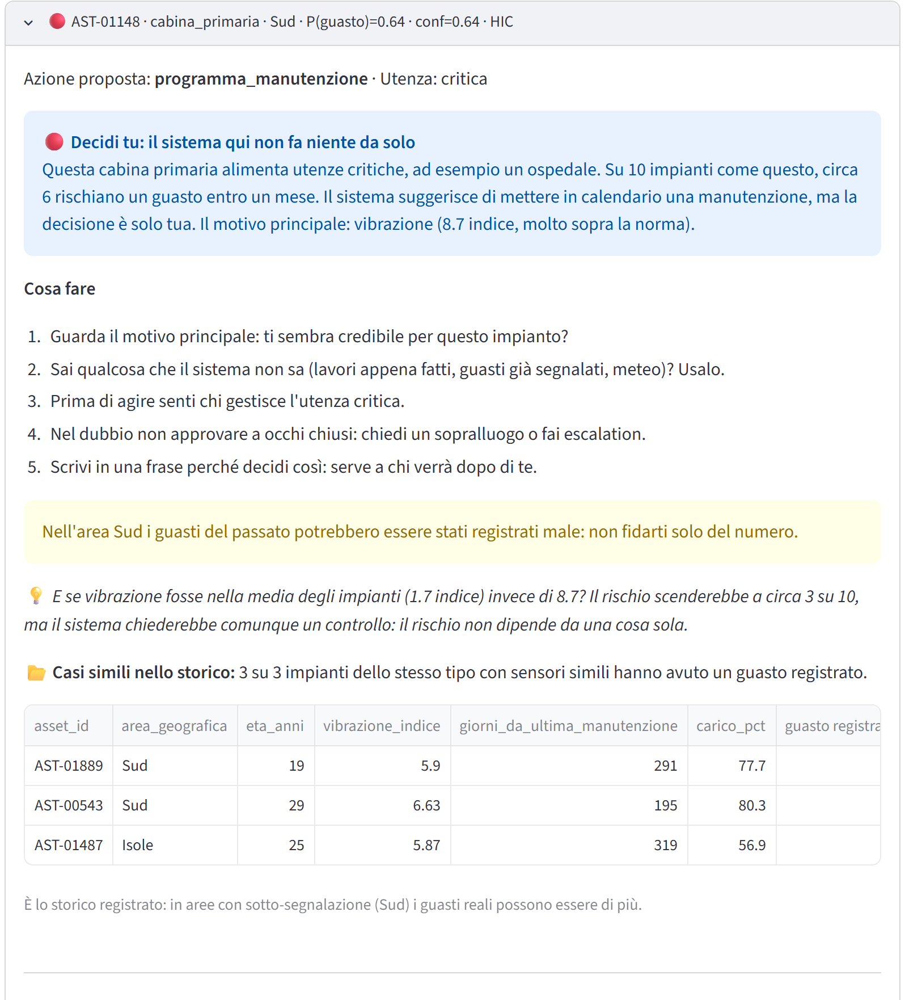 AST-01148 · cabina_primaria · Sud · P(guasto)=0.64 · conf=0.64 · HIC
Azione proposta: programma_manutenzione · Utenza: critica
Decidi tu: il sistema qui non fa niente da solo
Questa cabina primaria alimenta utenze critiche, ad esempio un ospedale. Su 10 impianti come questo, circa
6 rischiano un guasto entro un mese. Il sistema suggerisce di mettere in calendario una manutenzione, ma la
decisione è solo tua. Il motivo principale: vibrazione (8.7 indice, molto sopra la norma).
Cosa fare
1. Guarda il motivo principale: ti sembra credibile per questo impianto?
2. Sai qualcosa che il sistema non sa (lavori appena fatti, guasti già segnalati, meteo)? Usalo.
3. Prima di agire senti chi gestisce l'utenza critica.
4. Nel dubbio non approvare a occhi chiusi: chiedi un sopralluogo o fai escalation.
5. Scrivi in una frase perché decidi così: serve a chi verrà dopo di te.
Nell'area Sud i guasti del passato potrebbero essere stati registrati male: non fidarti solo del numero.
E se vibrazione fosse nella media degli impianti (1.7 indice) invece di 8.7? Il rischio scenderebbe a circa 3 su 10,
ma il sistema chiederebbe comunque un controllo: il rischio non dipende da una cosa sola.
Casi simili nello storico: 3 su 3 impianti dello stesso tipo con sensori simili hanno avuto un guasto registrato.
asset_id area_geografica eta_anni vibrazione_indice giorni_da_ultima_manutenzione carico_pct guasto registra
AST-01889 Sud 19 5.9 291 77.7
AST-00543 Sud 29 6.63 195 80.3
AST-01487 Isole 25 5.87 319 56.9
È lo storico registrato: in aree con sotto-segnalazione (Sud) i guasti reali possono essere di più.